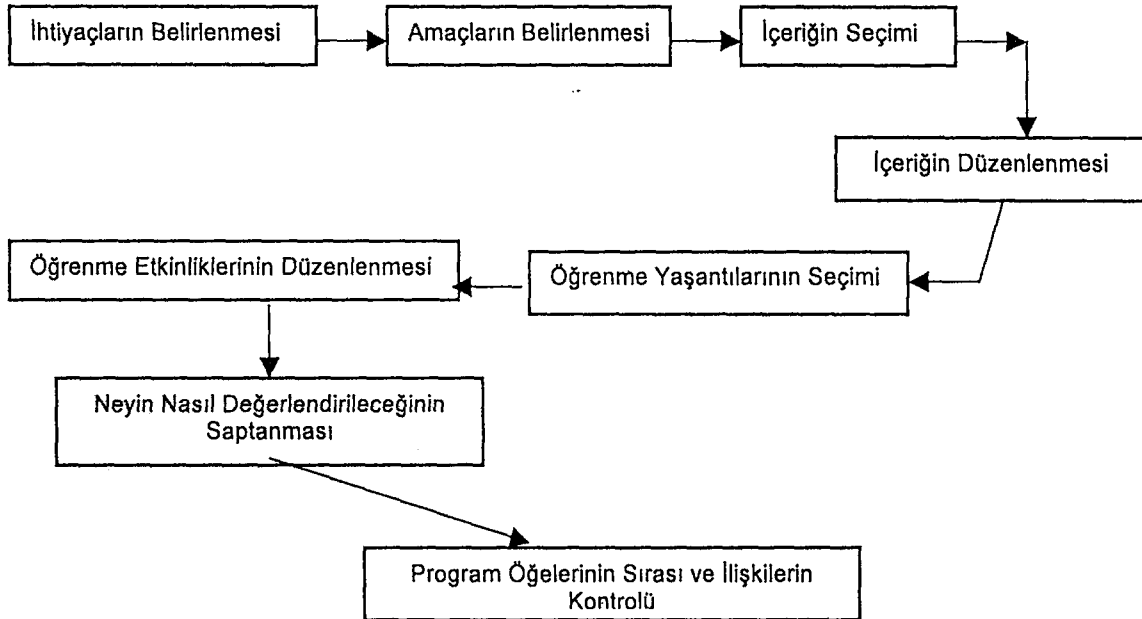 İhtiyaçların Belirlenmesi
Amaçların Belirlenmesi
İçeriğin Seçimi
İçeriğin Düzenlenmesi
Öğrenme Yaşantılarının Seçimi
Öğrenme Etkinliklerinin Düzenlenmesi
Neyin Nasıl Değerlendirileceğinin
Saptanması
Program Öğelerinin Sırası ve İlişkilerin
Kontrolü